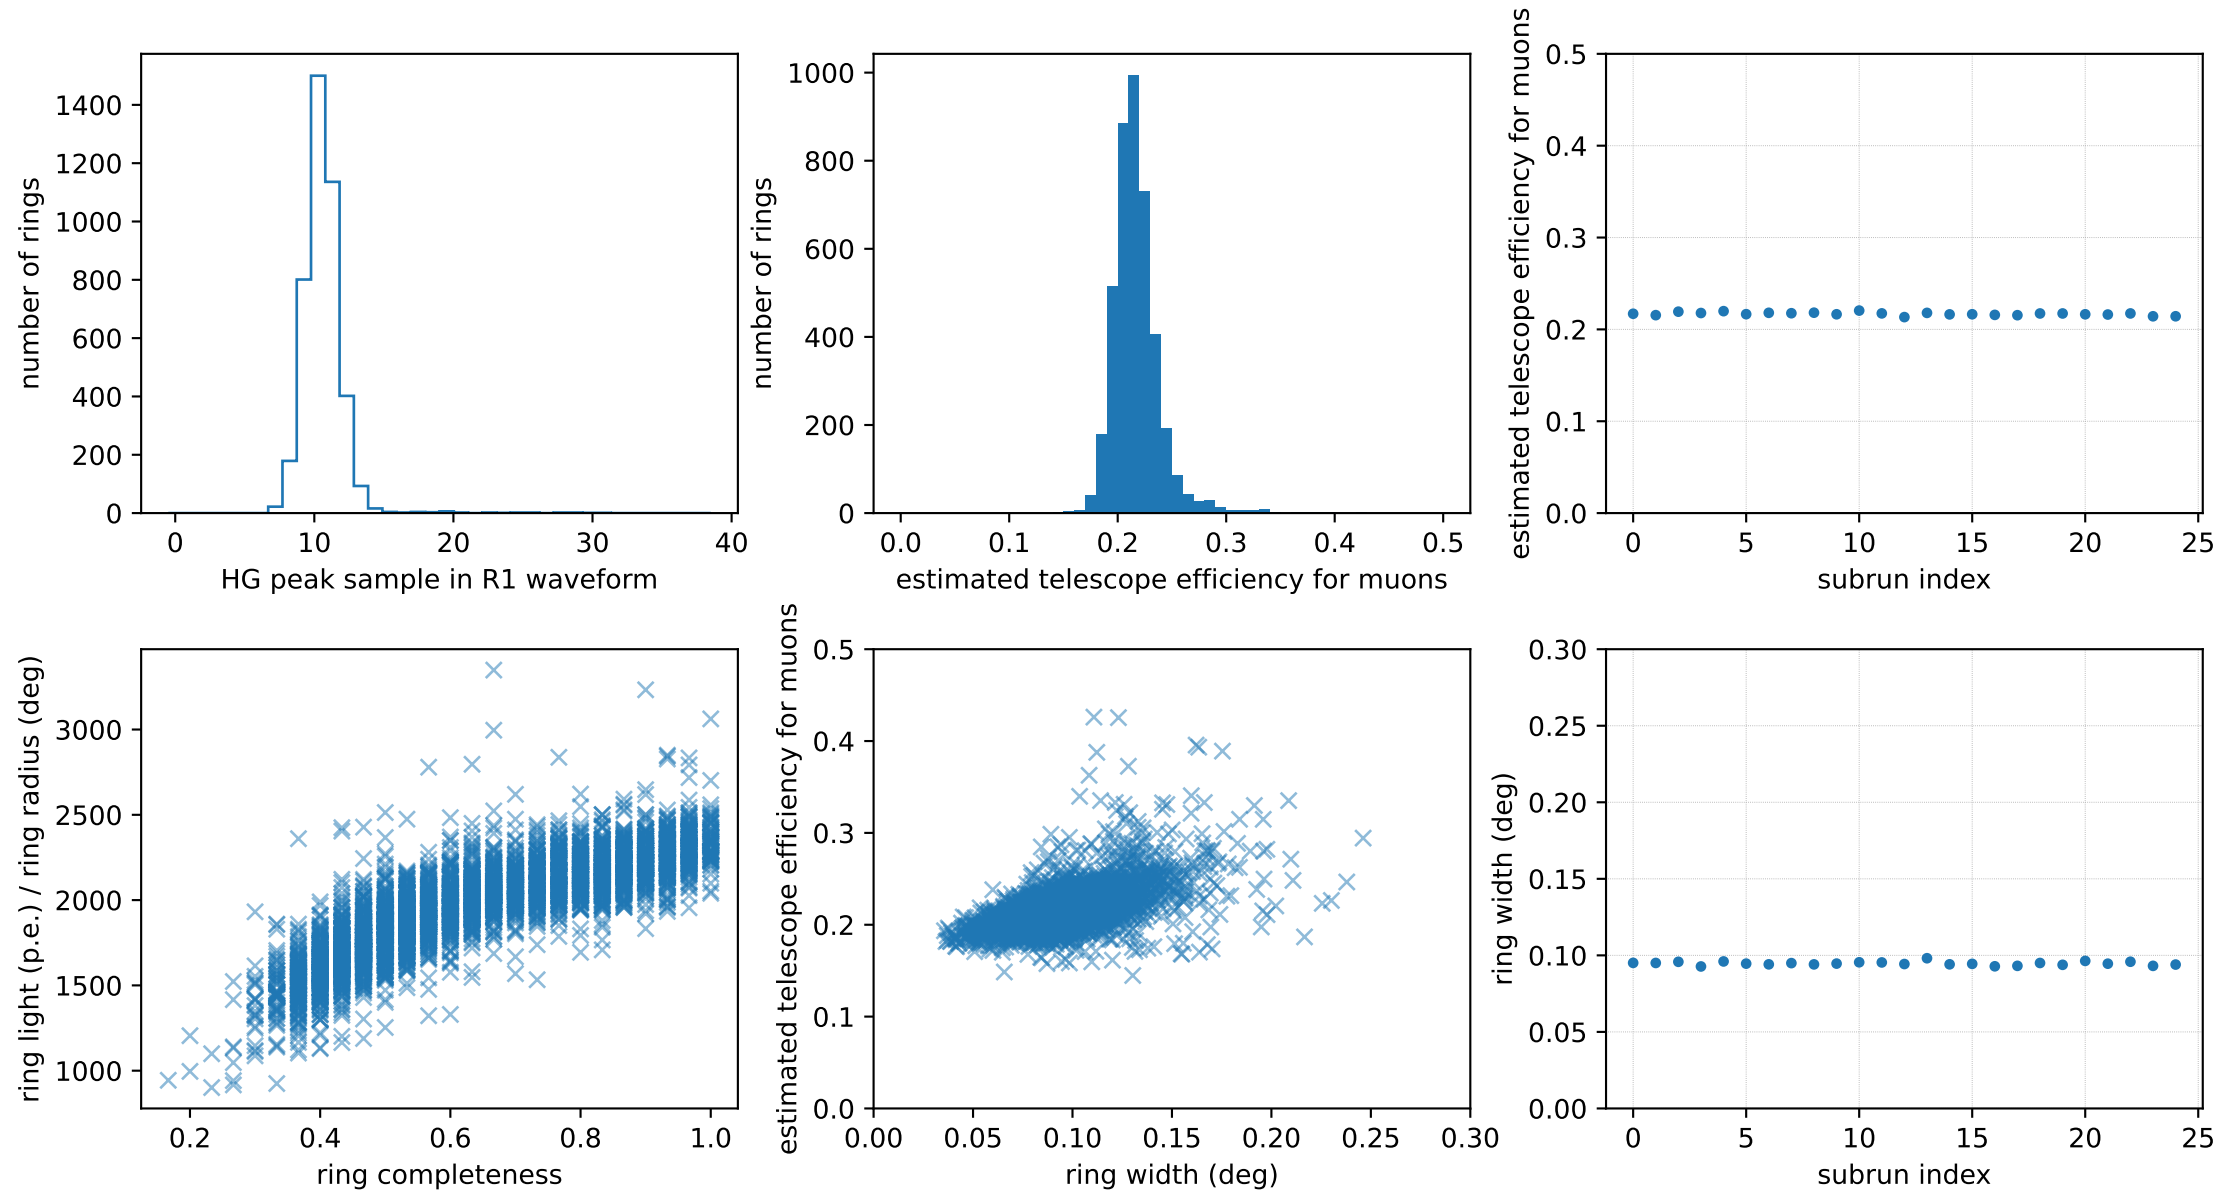 1400
1200
1000
800
600
400
200
0
number of rings
0 10 20 30 40
HG peak sample in R1 waveform
1000
800
600
400
200
0
number of rings
0.0 0.1 0.2 0.3 0.4 0.5
estimated telescope efficiency for muons
0.5
0.4
0.3
0.2
0.1
0.0
estimated telescope efficiency for muons
0 5 10 15 20 25
subrun index
3000
2500
2000
1500
1000
ring light (p.e.) / ring radius (deg)
0.2 0.4 0.6 0.8 1.0
ring completeness
0.5
0.4
0.3
0.2
0.1
0.0
estimated telescope efficiency for muons
0.00 0.05 0.10 0.15 0.20 0.25 0.30
ring width (deg)
0.30
0.25
0.20
0.15
0.10
0.05
0.00
ring width (deg)
0 5 10 15 20 25
subrun index